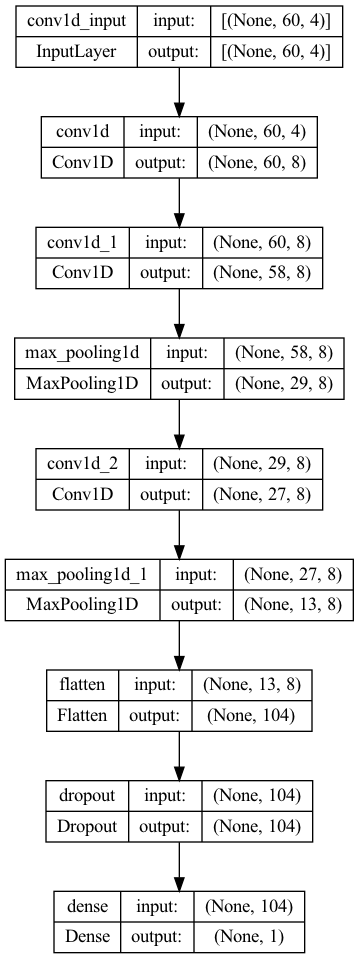 conv1d_input input: [(None, 60, 4)]
InputLayer output: [(None, 60, 4)]
conv1d input: (None, 60, 4)
Conv1D output: (None, 60, 8)
conv1d_1 input: (None, 60, 8)
Conv1D output: (None, 58, 8)
max_pooling1d input: (None, 58, 8)
MaxPooling1D output: (None, 29, 8)
conv1d_2 input: (None, 29, 8)
Conv1D output: (None, 27, 8)
max_pooling1d_1 input: (None, 27, 8)
MaxPooling1D output: (None, 13, 8)
flatten input: (None, 13, 8)
Flatten output: (None, 104)
dropout input: (None, 104)
Dropout output: (None, 104)
dense input: (None, 104)
Dense output: (None, 1)